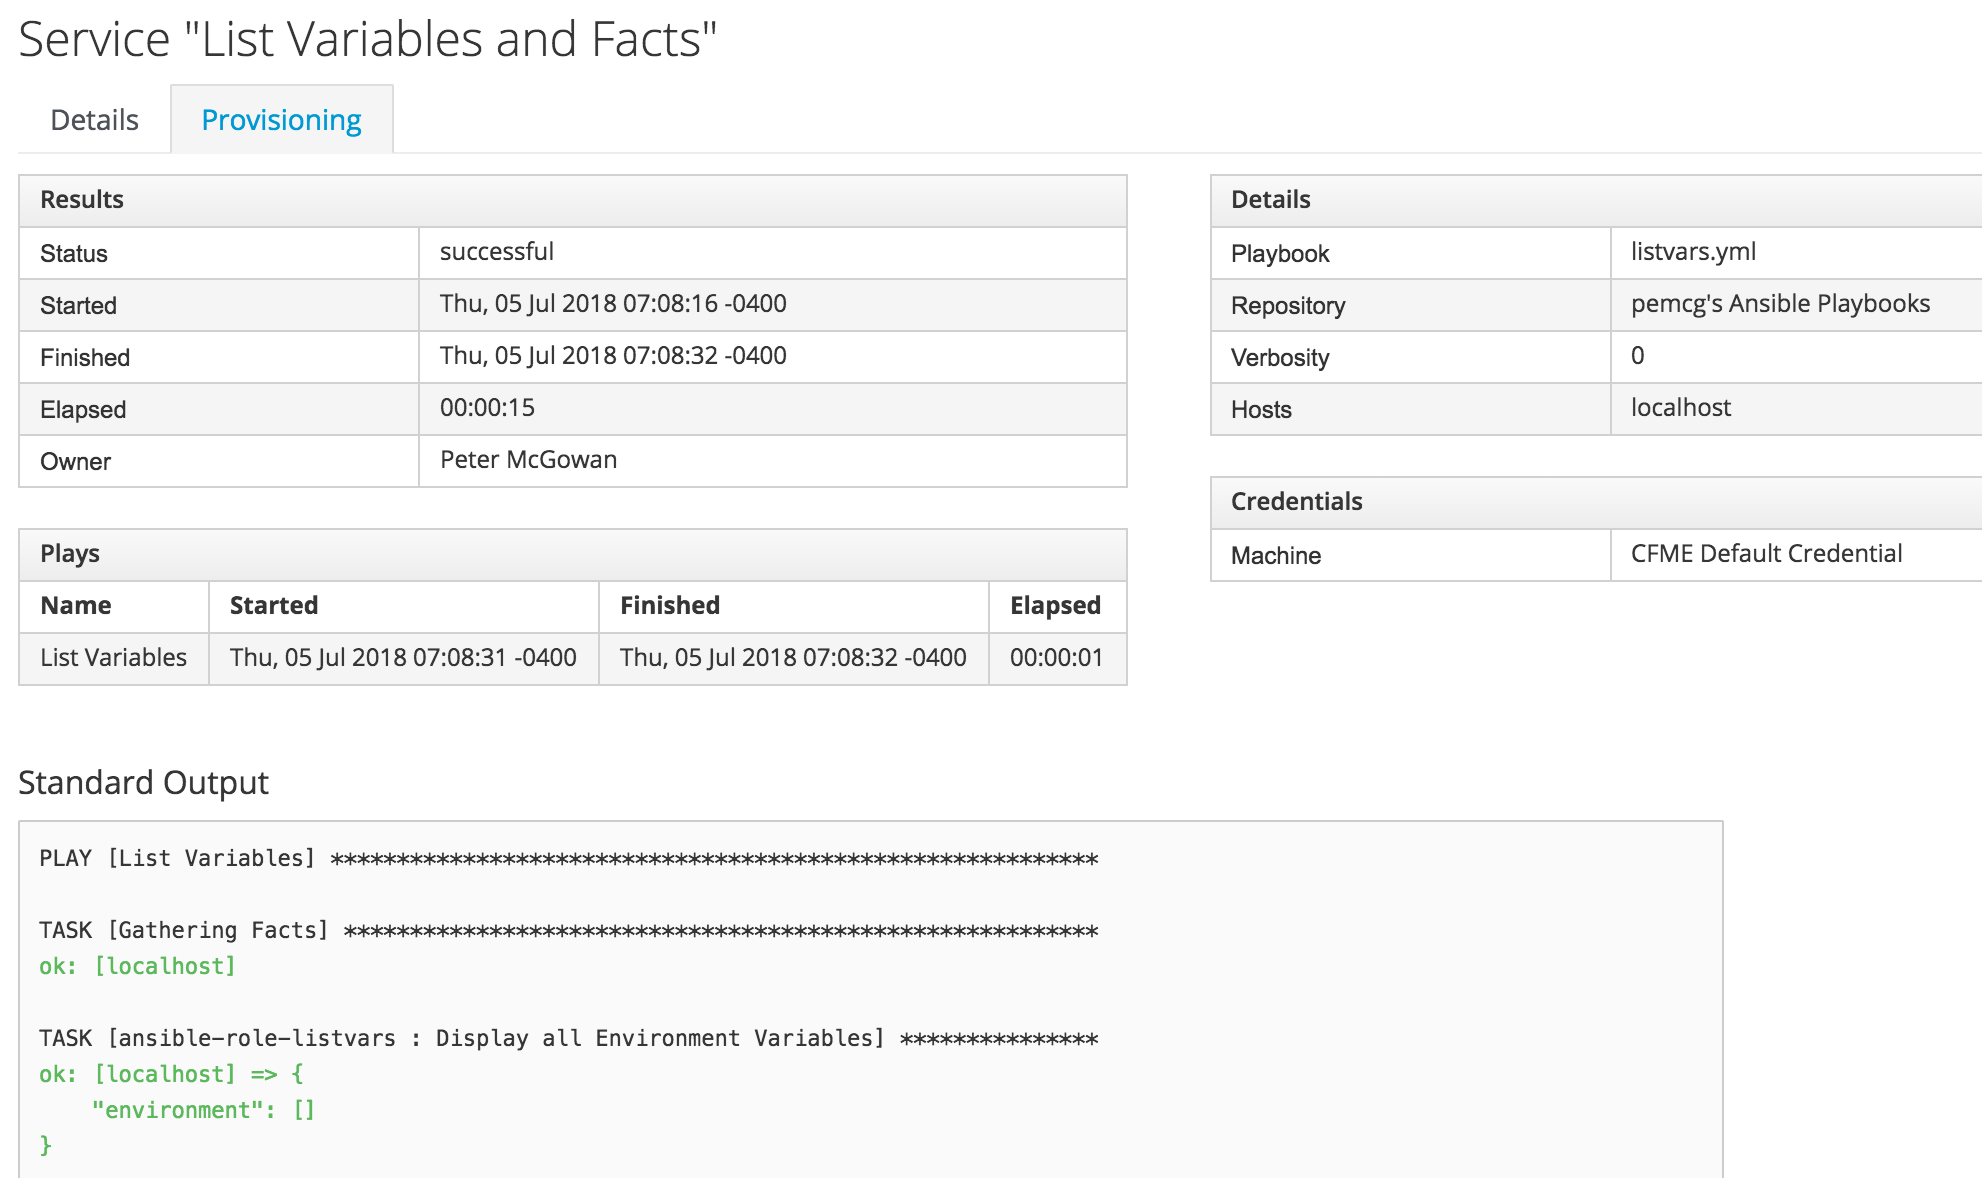 Service "List Variables and Facts"
Details
Provisioning
Results
Status successful
Started Thu, 05 Jul 2018 07:08:16 -0400
Finished Thu, 05 Jul 2018 07:08:32 -0400
Elapsed 00:00:15
Owner Peter McGowan
Plays
Name Started Finished Elapsed
List Variables Thu, 05 Jul 2018 07:08:31 -0400 Thu, 05 Jul 2018 07:08:32 -0400 00:00:01
Details
Playbook listvars.yml
Repository pemcg's Ansible Playbooks
Verbosity 0
Hosts localhost
Credentials
Machine CFME Default Credential
Standard Output
PLAY [List Variables] **********************************************************
TASK [Gathering Facts] *********************************************************
ok: [localhost]
TASK [ansible-role-listvars : Display all Environment Variables] ***************
ok: [localhost] => {
    "environment": []
}